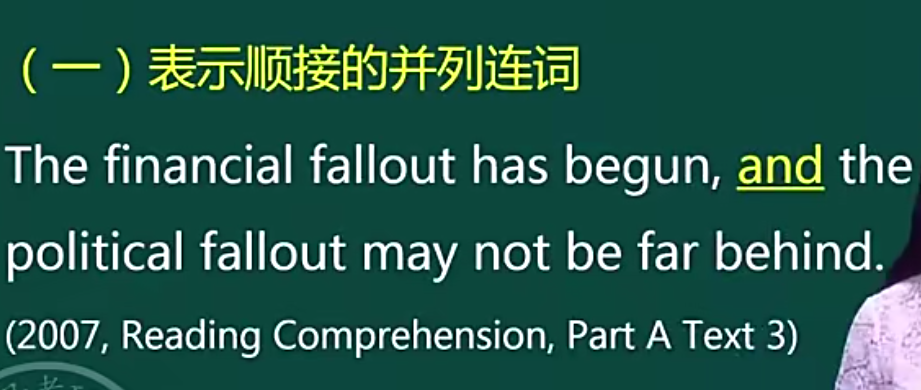 （一）表示顺接的并列连词
The financial fallout has begun, and the
political fallout may not be far behind.
(2007, Reading Comprehension, Part A Text 3)